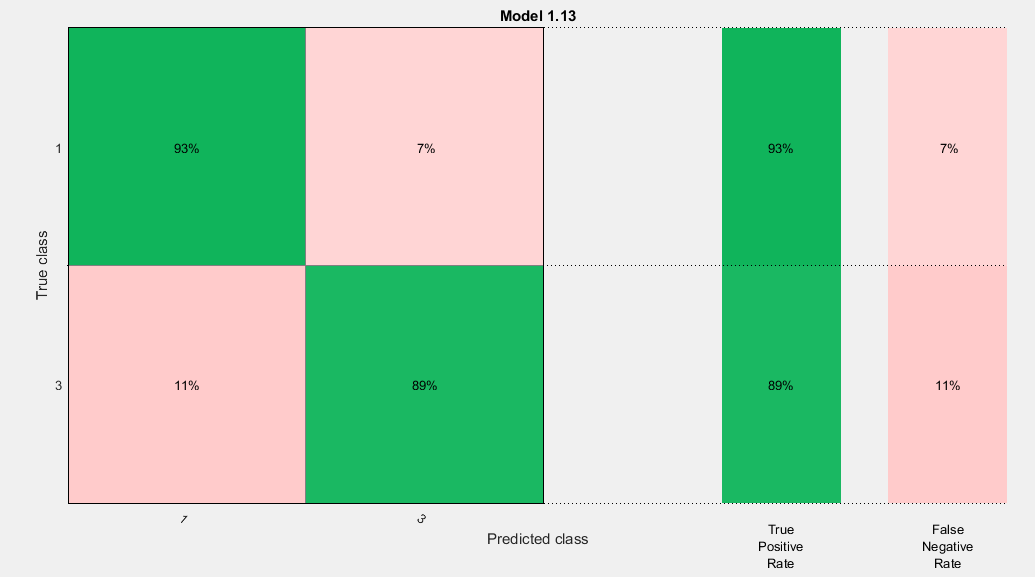 Model 1.13
1
93%
7%
93%
7%
True class
3
11%
89%
89%
11%
1
3
Predicted class
True
Positive
Rate
False
Negative
Rate